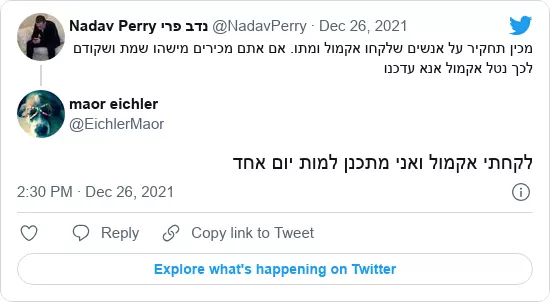 Nadav Perry נדב פרי @NadavPerry · Dec 26, 2021
מכין תחקיר על אנשים שלקחו אקמול ומתו. אם אתם מכירים מישהו שמת ושקודם
לכך נטל אקמול אנא עדכנו
maor eichler
@EichlerMaor
לקחתי אקמול ואני מתכנן למות יום אחד
2:30 PM · Dec 26, 2021
Reply
Copy link to Tweet
Explore what's happening on Twitter